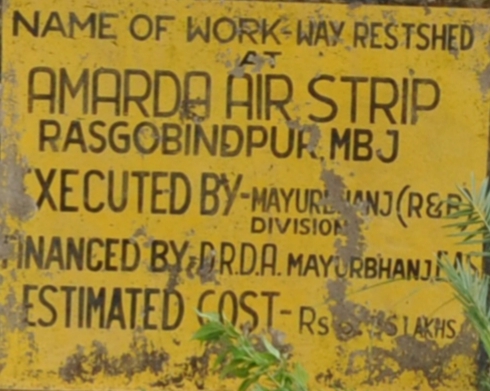 NAME OF WORK-WAY RESTSHED
AT
AMARDA AIR STRIP
RASGOBINDPUR, MBJ
EXECUTED BY-MAYURBHANJ (R&B
DIVISION
FINANCED BY:D.R.D.A. MAYURBHANJ
ESTIMATED COST- Rs LAKHS